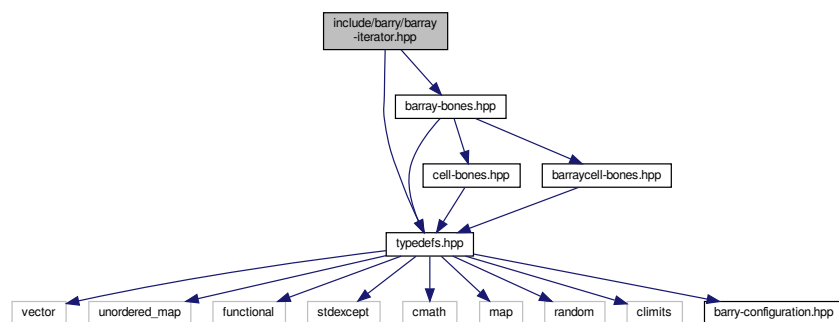 include/barry/barray
-iterator.hpp
barray-bones.hpp
cell-bones.hpp
barraycell-bones.hpp
typedefs.hpp
vector
unordered_map
functional
stdexcept
cmath
map
random
climits
barry-configuration.hpp